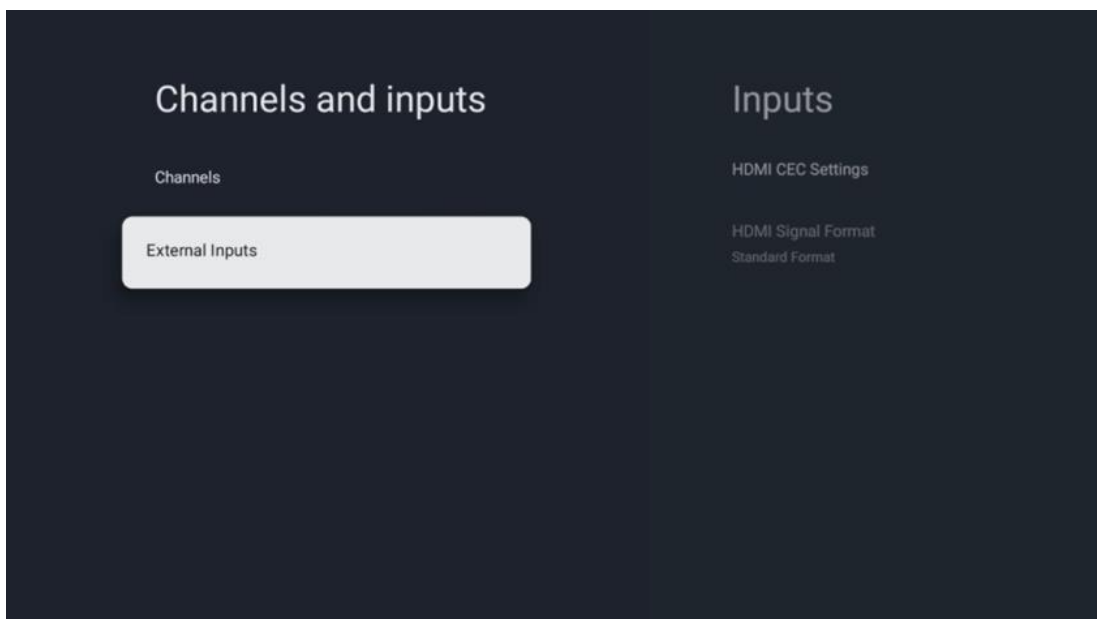 Channels and inputs
Channels
External Inputs
Inputs
HDMI CEC Settings
HDMI Signal Format
Standard Format